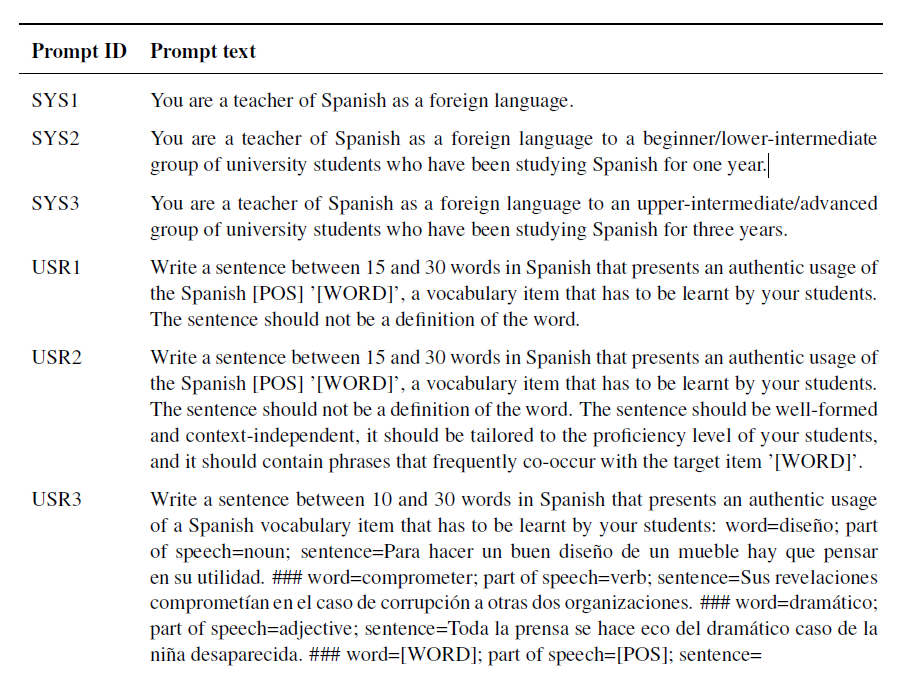 Prompt ID Prompt text
SYS1 You are a teacher of Spanish as a foreign language.
SYS2 You are a teacher of Spanish as a foreign language to a beginner/lower-intermediate
group of university students who have been studying Spanish for one year.
SYS3 You are a teacher of Spanish as a foreign language to an upper-intermediate/advanced
group of university students who have been studying Spanish for three years.
USR1 Write a sentence between 15 and 30 words in Spanish that presents an authentic usage of
the Spanish [POS] ’[WORD]’, a vocabulary item that has to be learnt by your students.
The sentence should not be a definition of the word.
USR2 Write a sentence between 15 and 30 words in Spanish that presents an authentic usage of
the Spanish [POS] ’[WORD]’, a vocabulary item that has to be learnt by your students.
The sentence should not be a definition of the word. The sentence should be well-formed
and context-independent, it should be tailored to the proficiency level of your students,
and it should contain phrases that frequently co-occur with the target item ’[WORD]’.
USR3 Write a sentence between 10 and 30 words in Spanish that presents an authentic usage
of a Spanish vocabulary item that has to be learnt by your students: word=diseño; part
of speech=noun; sentence=Para hacer un buen diseño de un mueble hay que pensar
en su utilidad. ### word=comprometer; part of speech=verb; sentence=Sus revelaciones
comprometían en el caso de corrupción a otras dos organizaciones. ### word=dramático;
part of speech=adjective; sentence=Toda la prensa se hace eco del dramático caso de la
niña desaparecida. ### word=[WORD]; part of speech=[POS]; sentence=